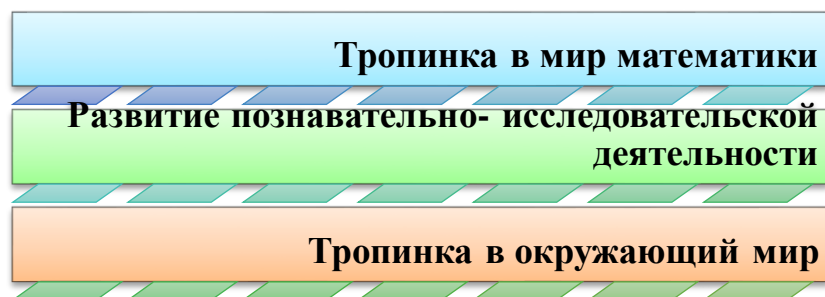 Тропинка в мир математики
Развитие познавательно- исследовательской
деятельности
Тропинка в окружающий мир